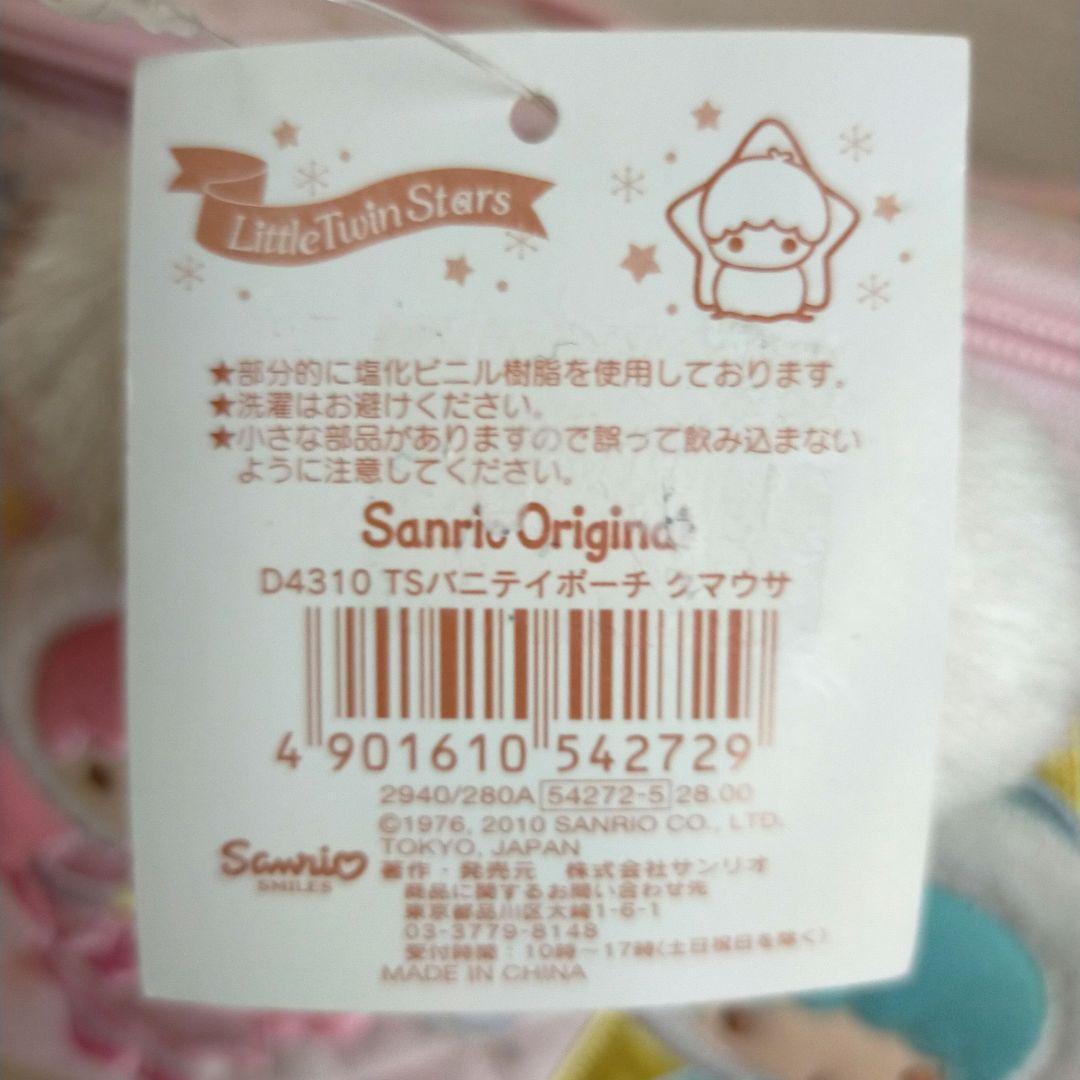 Little Twin Stars
★部分的に塩化ビニル樹脂を使用しております。
★洗濯はお避けください。
★小さな部品がありますので誤って飲み込まない
ように注意してください。
Sanrio Original
D4310 TSバニテイポーチ クマウサ
4 901610 542729
2940/280A 54272-5 28.00
©1976, 2010 SANRIO CO., LTD.
TOKYO, JAPAN
Sanrio
SMILES
著作・発売元 株式会社サンリオ
商品に関するお問い合わせ先
東京都品川区大崎1-6-1
03-3779-8148
受付時間：10時～17時(土日祝日を除く)
MADE IN CHINA